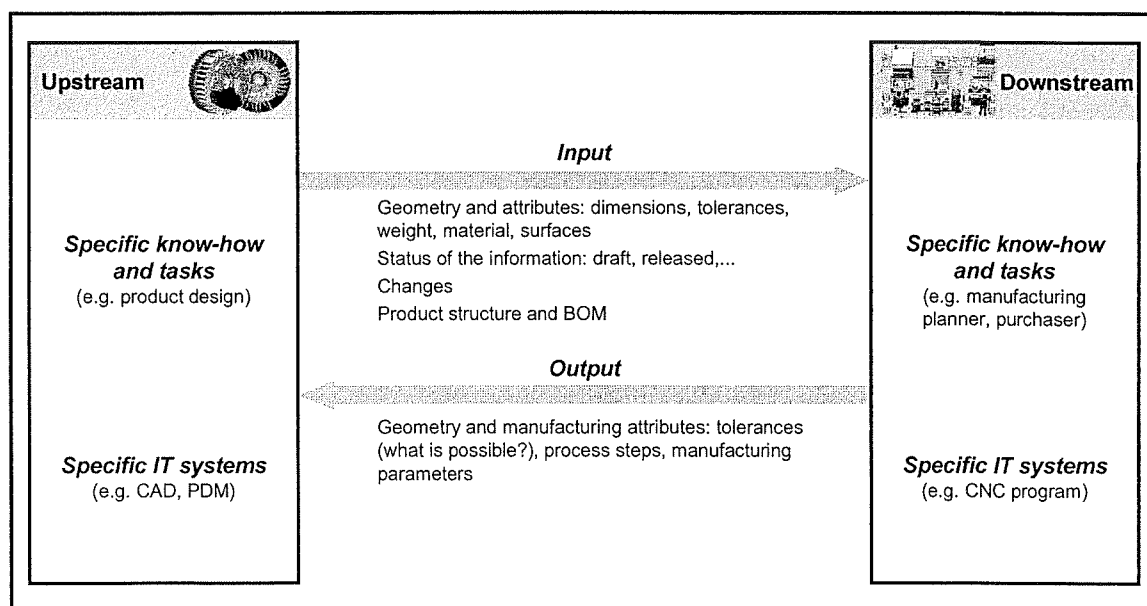 Upstream
Specific know-how
and tasks
(e.g. product design)
Specific IT systems
(e.g. CAD, PDM)
Input
Geometry and attributes: dimensions, tolerances,
weight, material, surfaces
Status of the information: draft, released,...
Changes
Product structure and BOM
Output
Geometry and manufacturing attributes: tolerances
(what is possible?), process steps, manufacturing
parameters
Downstream
Specific know-how
and tasks
(e.g. manufacturing
planner, purchaser)
Specific IT systems
(e.g. CNC program)